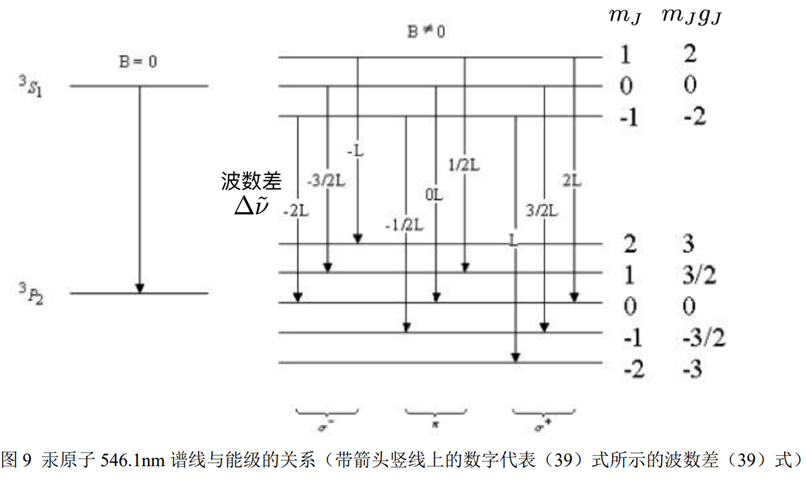 m_J m_J g_J
B = 0
B ≠ 0
1 2
³S₁
0 0
-1 -2
-L
1/2L
波数差
-3/2L
2L
Δν̃
0L
-2L
3/2L
-1/2L
L
2 3
1 3/2
³P₂
0 0
-1 -3/2
-2 -3
σ⁻ π σ⁺
图 9 汞原子 546.1nm 谱线与能级的关系（带箭头竖线上的数字代表（39）式所示的波数差（39）式）